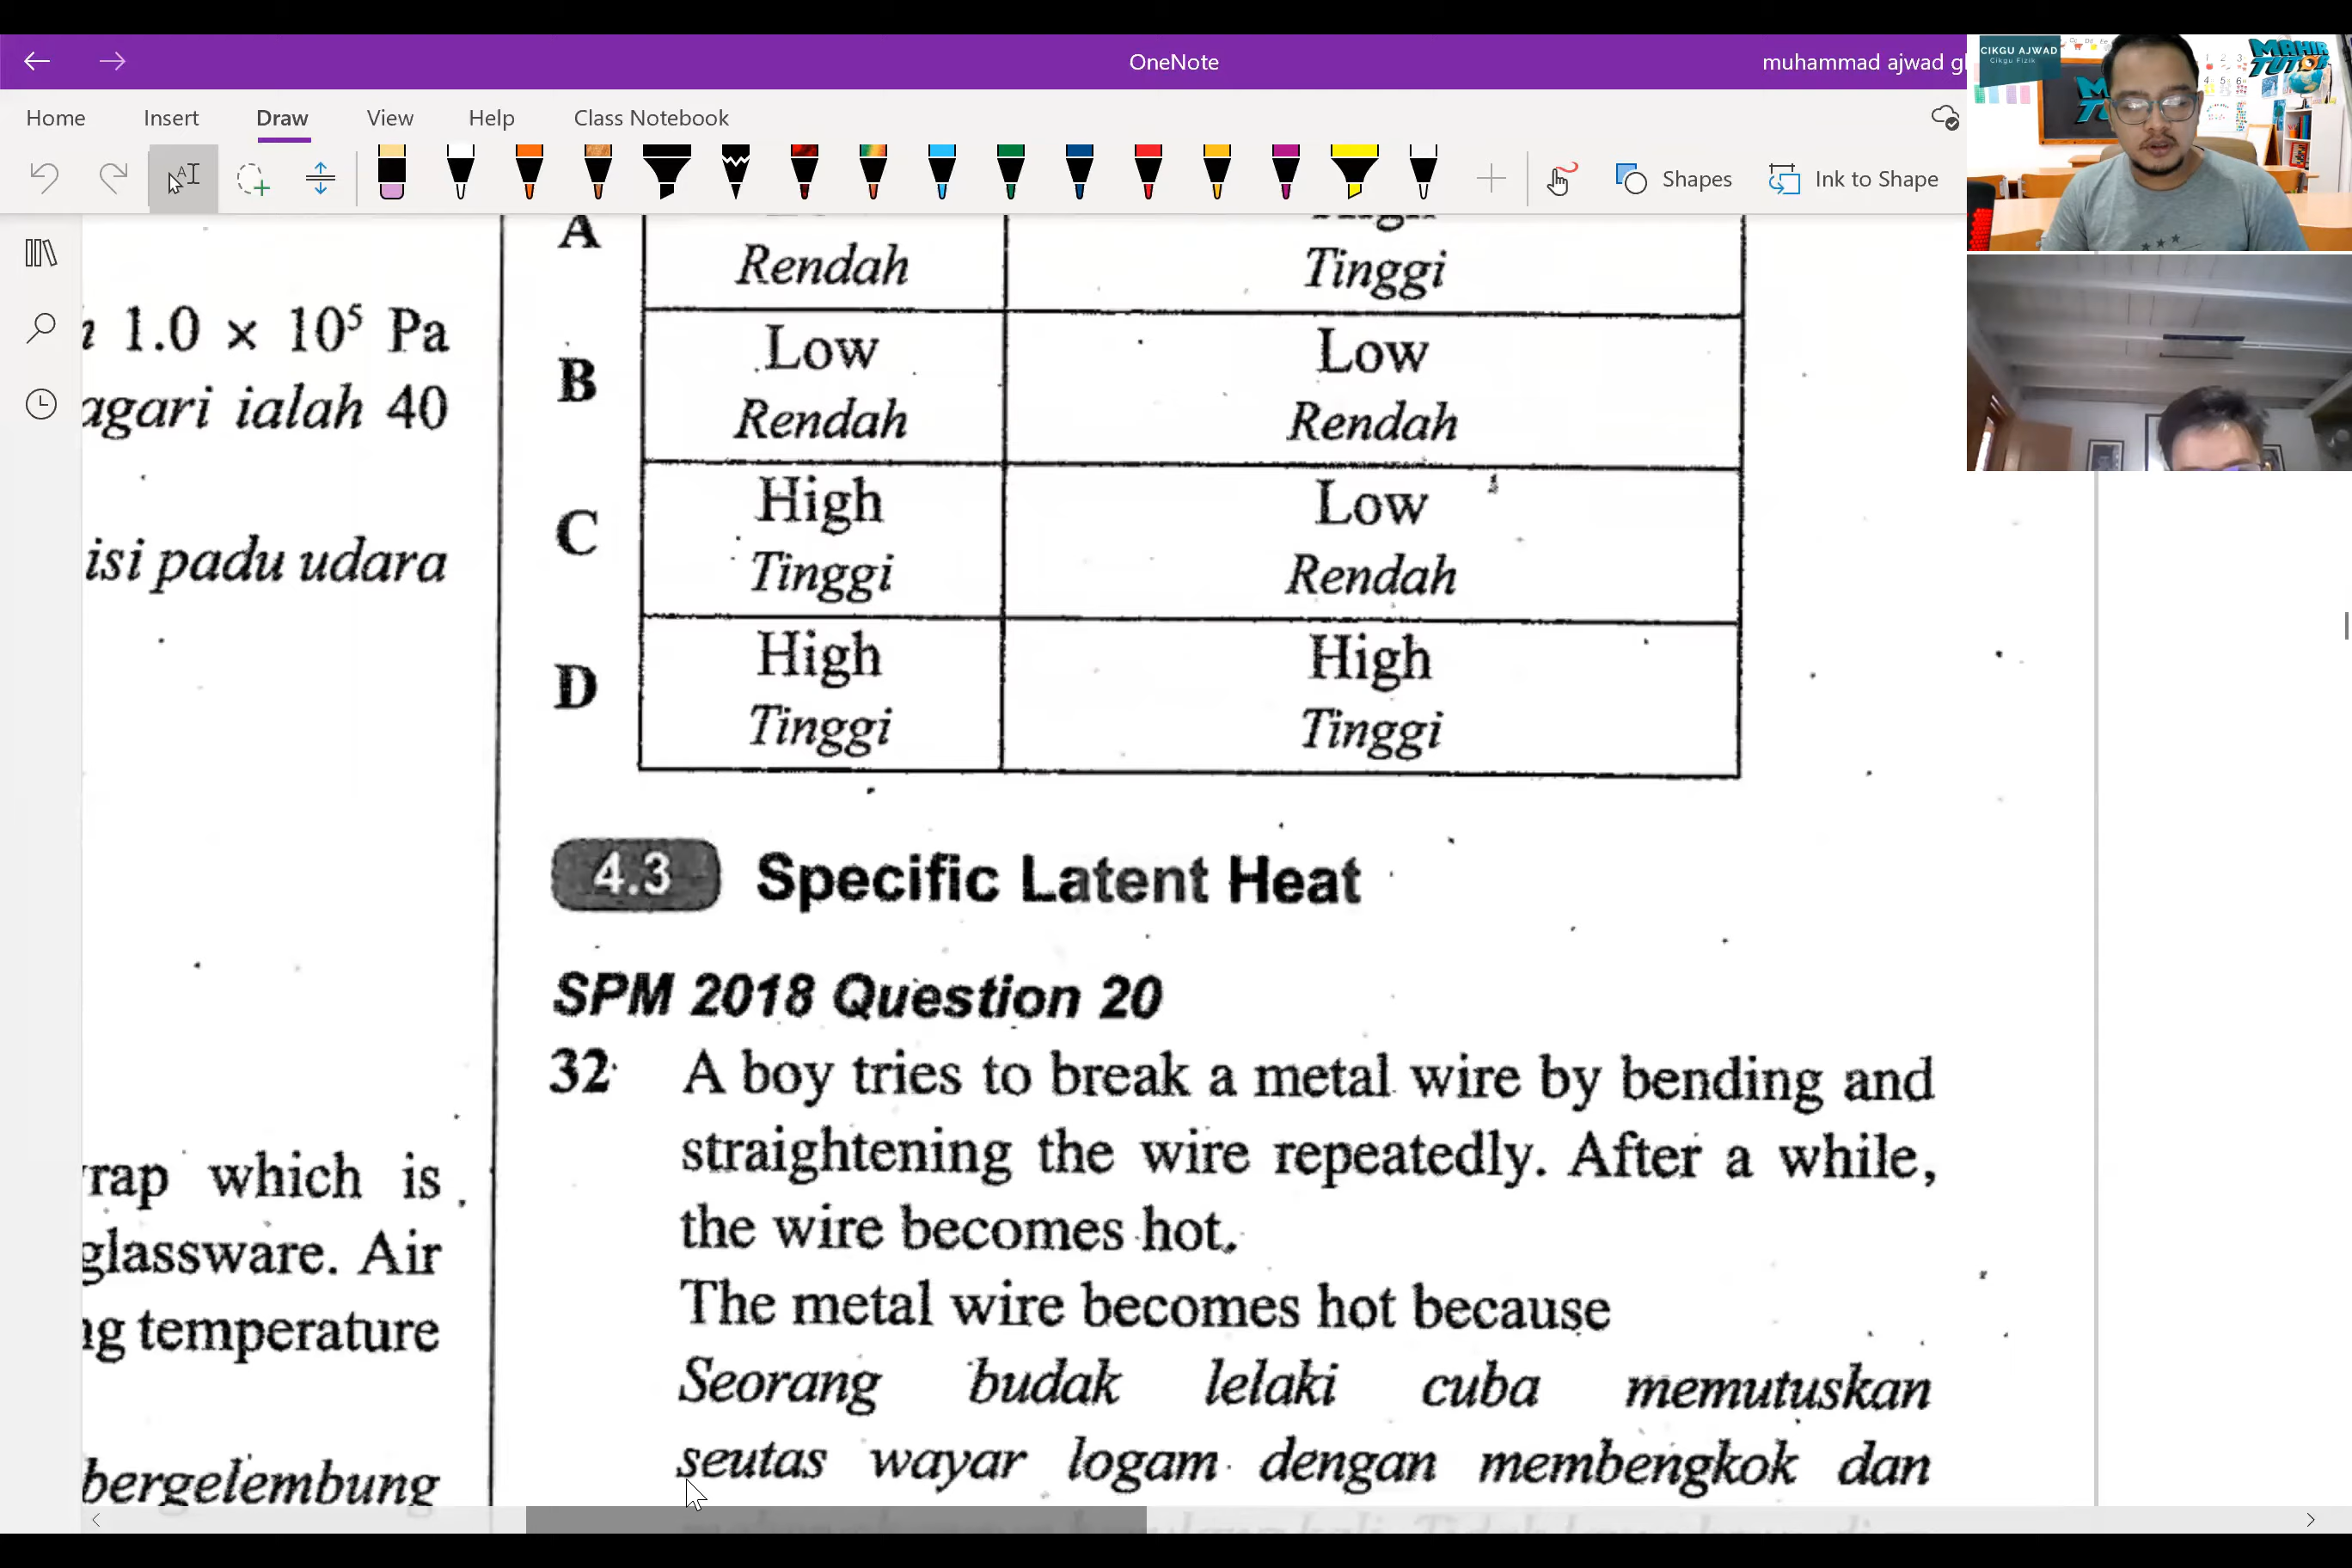 OneNote
muhammad ajwad
CIKGU AJWAD
Cikgu Fizik
MAHIR
TUTOR
Home Insert Draw View Help Class Notebook
Shapes Ink to Shape
1.0 × 10⁵ Pa
ialah 40
isi padu udara
which is
glassware. Air
temperature
bergelembung
A
Rendah Tinggi
B Low Low
Rendah Rendah
C High Low
Tinggi Rendah
D High High
Tinggi Tinggi
4.3 Specific Latent Heat
SPM 2018 Question 20
32 A boy tries to break a metal wire by bending and
straightening the wire repeatedly. After a while,
the wire becomes hot.
The metal wire becomes hot because
Seorang budak lelaki cuba memutuskan
seutas wayar logam dengan membengkok dan